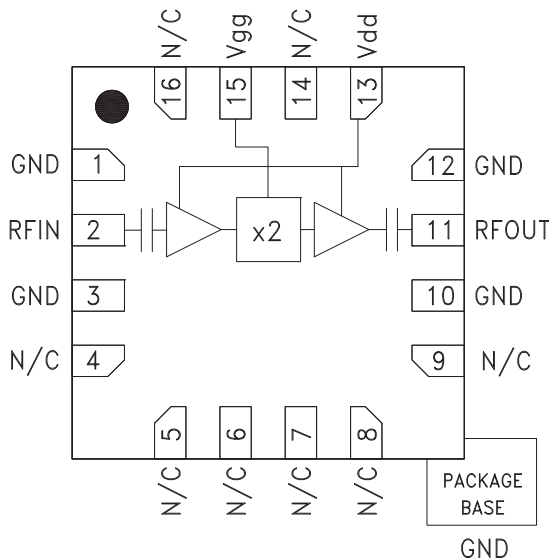 N/C Vgg N/C Vdd
16 15 14 13
GND 1 12 GND
RFIN 2 x2 11 RFOUT
GND 3 10 GND
N/C 4 9 N/C
5 6 7 8
N/C N/C N/C N/C
PACKAGE
BASE
GND